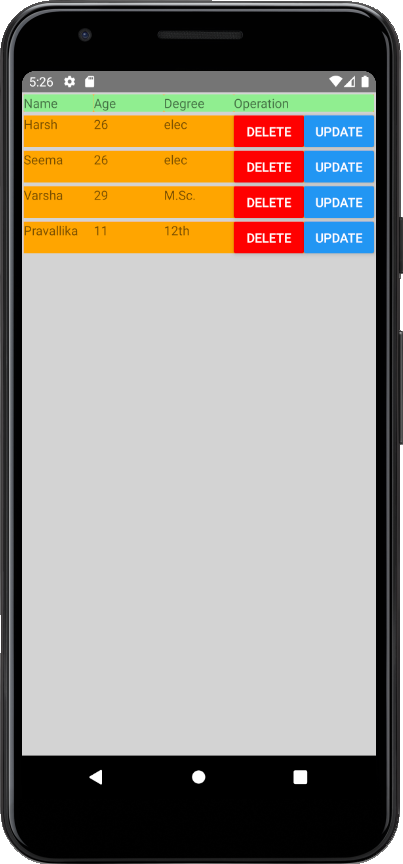 5:26
Name Age Degree Operation
Harsh 26 elec DELETE UPDATE
Seema 26 elec DELETE UPDATE
Varsha 29 M.Sc. DELETE UPDATE
Pravallika 11 12th DELETE UPDATE